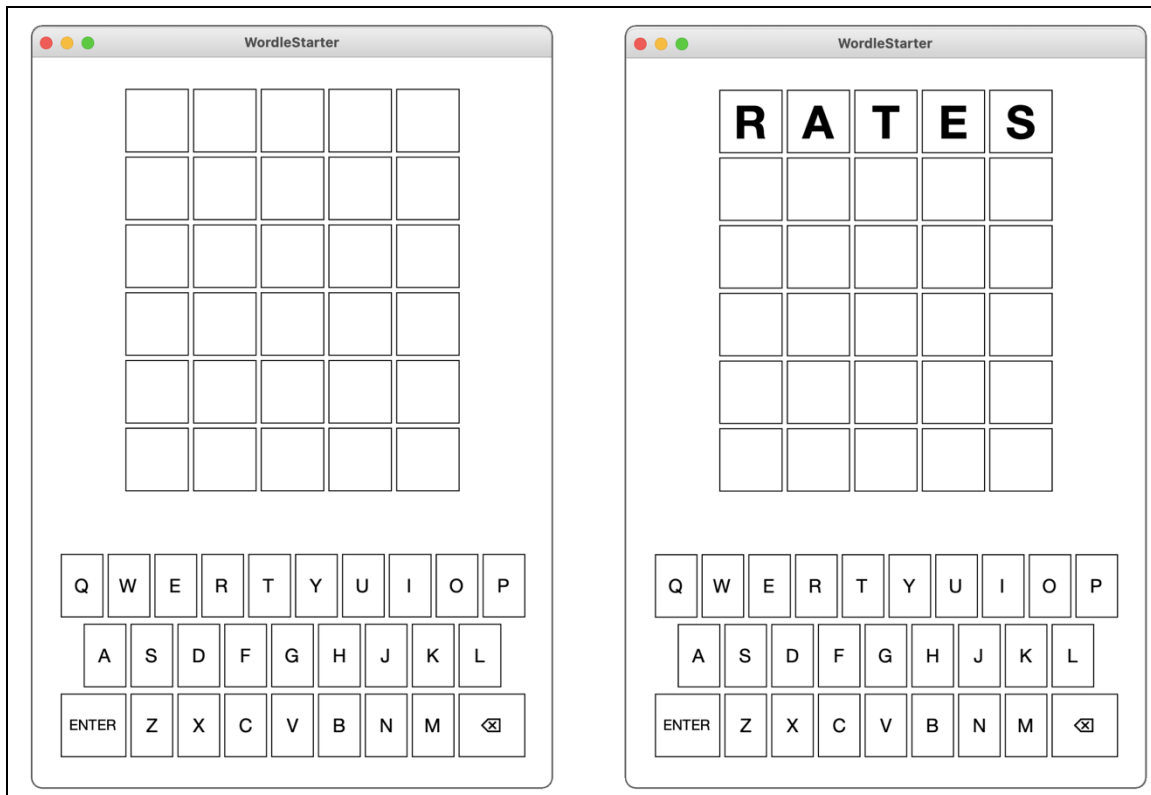 WordleStarter
Q W E R T Y U I O P
A S D F G H J K L
ENTER Z X C V B N M
WordleStarter
R A T E S
Q W E R T Y U I O P
A S D F G H J K L
ENTER Z X C V B N M